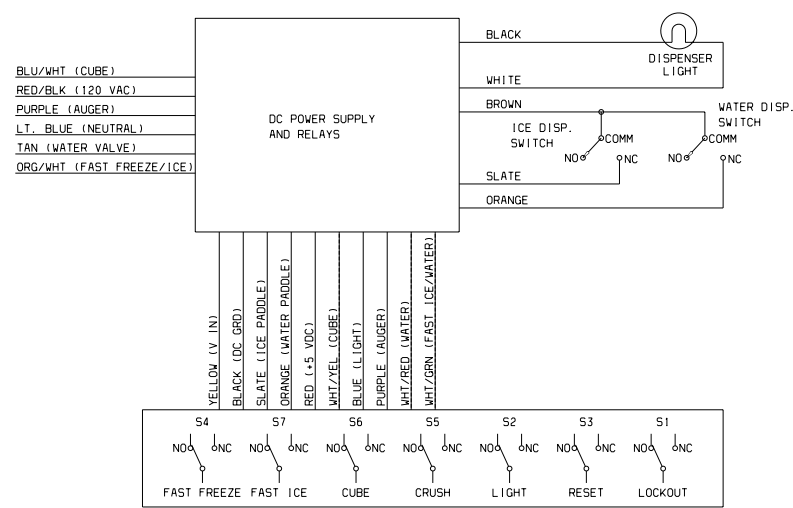 BLACK
DISPENSER
LIGHT
BLU/WHT (CUBE)
WHITE
RED/BLK (120 VAC)
BROWN
WATER DISP.
SWITCH
PURPLE (AUGER)
DC POWER SUPPLY
AND RELAYS
ICE DISP.
SWITCH
LT. BLUE (NEUTRAL)
COMM
COMM
TAN (WATER VALVE)
NO
NC
NO
NC
ORG/WHT (FAST FREEZE/ICE)
SLATE
ORANGE
YELLOW (V IN)
BLACK (DC GRD)
SLATE (ICE PADDLE)
ORANGE (WATER PADDLE)
RED (+5 VDC)
WHT/YEL (CUBE)
BLUE (LIGHT)
PURPLE (AUGER)
WHT/RED (WATER)
WHT/GRN (FAST ICE/WATER)
S4 S7 S6 S5 S2 S3 S1
NO NC NO NC NO NC NO NC NO NC NO NC NO NC
FAST FREEZE FAST ICE CUBE CRUSH LIGHT RESET LOCKOUT